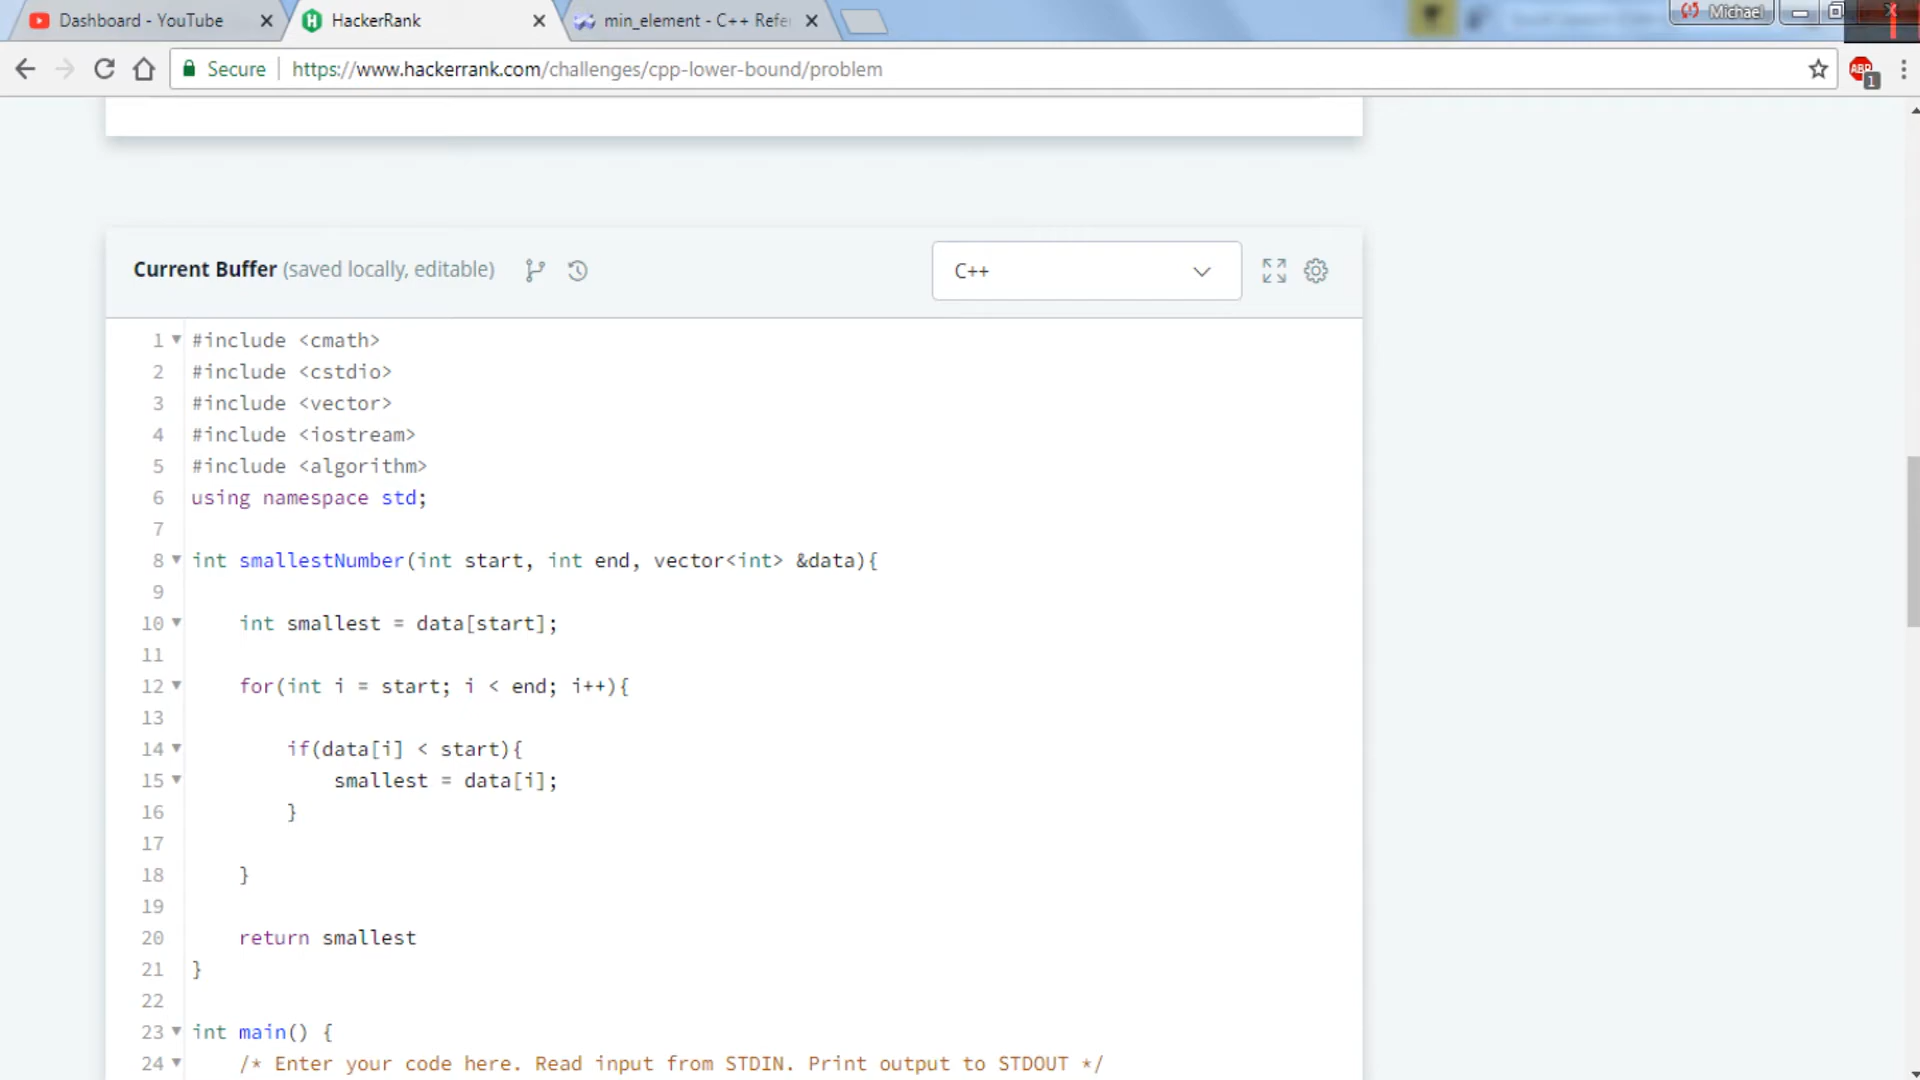 Dashboard - YouTube
HackerRank
min_element - C++ Refe
Michael
Secure
https://www.hackerrank.com/challenges/cpp-lower-bound/problem
ABP
1
Current Buffer (saved locally, editable)
C++
1 #include <cmath>
2 #include <cstdio>
3 #include <vector>
4 #include <iostream>
5 #include <algorithm>
6 using namespace std;
7
8 int smallestNumber(int start, int end, vector<int> &data){
9
10 int smallest = data[start];
11
12 for(int i = start; i < end; i++){
13
14 if(data[i] < start){
15 smallest = data[i];
16 }
17
18 }
19
20 return smallest
21 }
22
23 int main() {
24 /* Enter your code here. Read input from STDIN. Print output to STDOUT */